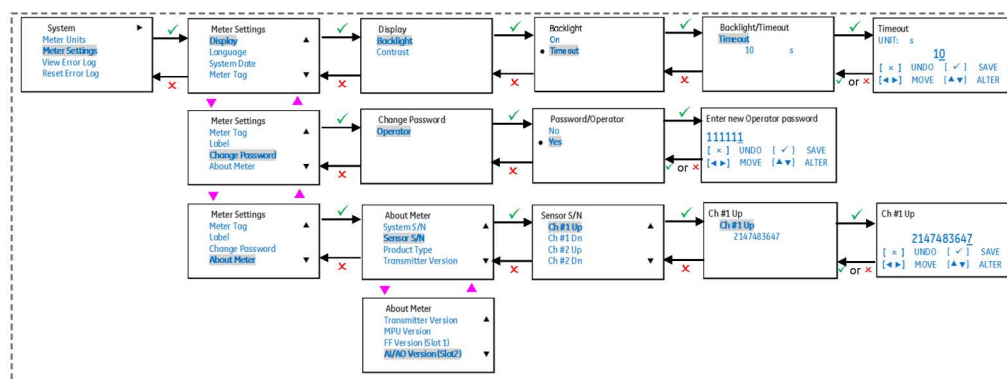 System
Meter Units
Meter Settings
View Error Log
Reset Error Log
Meter Settings
Display
Language
System Date
Meter Tag
Display
Backlight
Contrast
Backlight
On
Timeout
Backlight/Timeout
Timeout
10 s
Timeout
UNIT: s
10
[ × ] UNDO [ ✓ ] SAVE
[◄ ►] MOVE [▲▼] ALTER
✓ or ×
Meter Settings
Meter Tag
Label
Change Password
About Meter
Change Password
Operator
Password/Operator
No
Yes
Enter new Operator password
111111
[ × ] UNDO [ ✓ ] SAVE
[◄ ►] MOVE [▲▼] ALTER
✓ or ×
Meter Settings
Meter Tag
Label
Change Password
About Meter
About Meter
System S/N
Sensor S/N
Product Type
Transmitter Version
Sensor S/N
Ch #1 Up
Ch #1 Dn
Ch #2 Up
Ch #2 Dn
Ch #1 Up
Ch #1 Up
2147483647
Ch #1 Up
2147483647
[ × ] UNDO [ ✓ ] SAVE
[◄ ►] MOVE [▲▼] ALTER
✓ or ×
About Meter
Transmitter Version
MPU Version
FF Version (Slot 1)
AI/AO Version (Slot2)